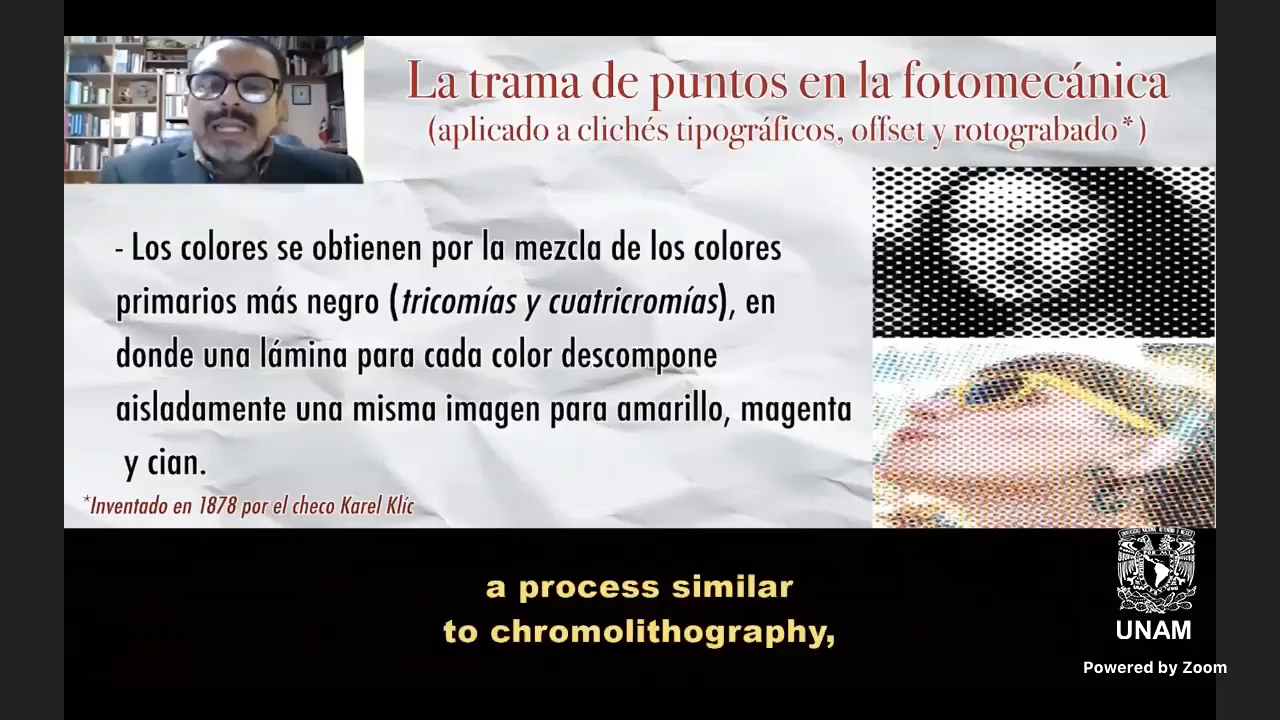 La trama de puntos en la fotomecánica
(aplicado a clichés tipográficos, offset y rotograbado*)
- Los colores se obtienen por la mezcla de los colores
primarios más negro (tricomías y cuatricromías), en
donde una lámina para cada color descompone
aisladamente una misma imagen para amarillo, magenta
y cian.
*Inventado en 1878 por el checo Karel Klíc
a process similar
to chromolithography,
UNAM
Powered by Zoom